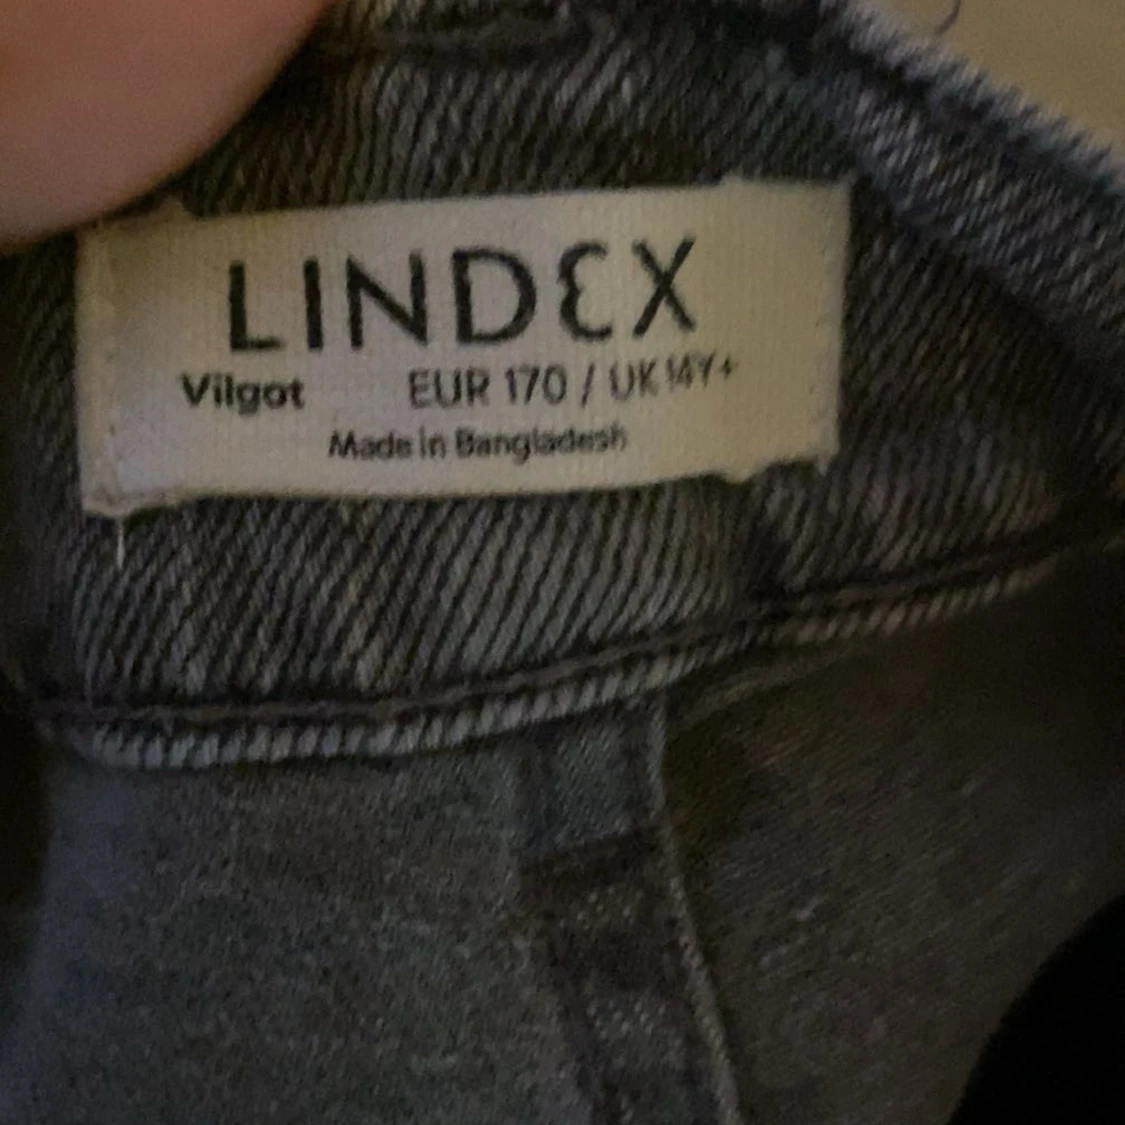 LINDEX
Vilgot EUR 170 / UK 14Y+
Made in Bangladesh